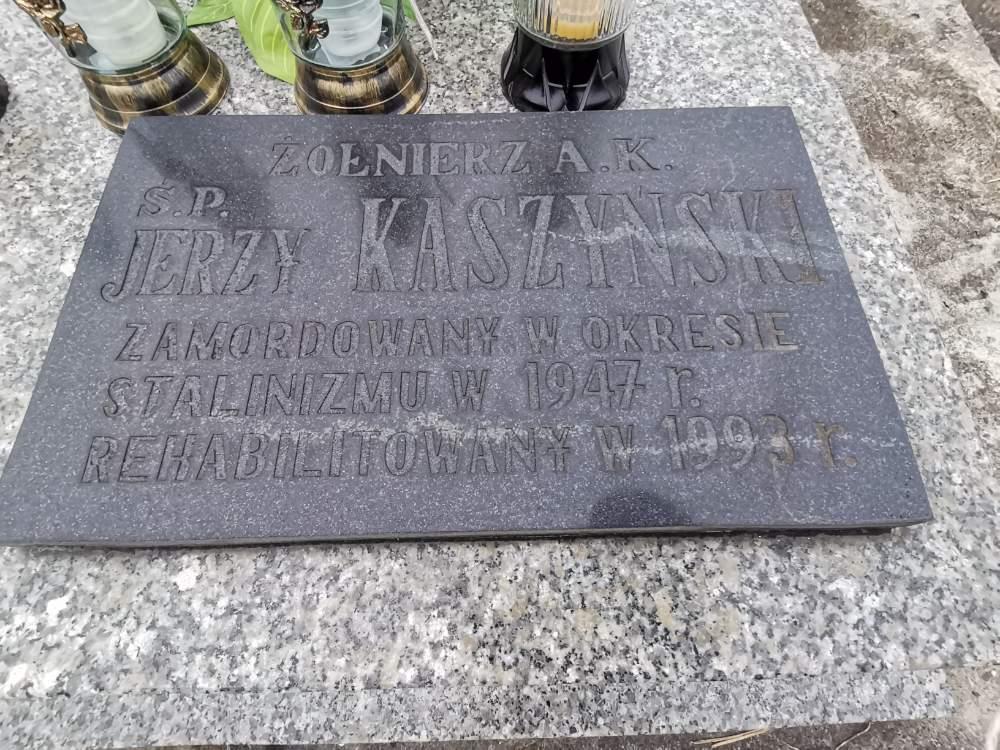 ŻOŁNIERZ A.K.
Ś.P.
JERZY KASZYŃSKI
ZAMORDOWANY W OKRESIE
STALINIZMU W 1947 r.
REHABILITOWANY W 1993 r.